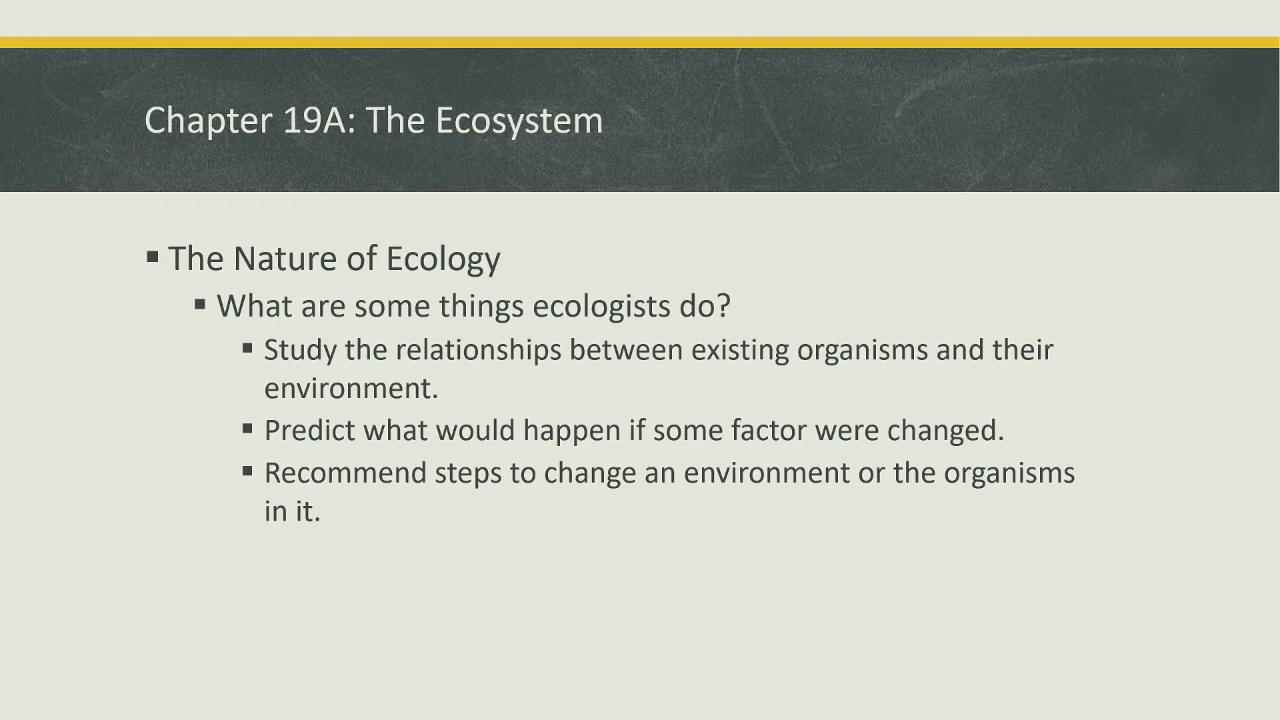 Chapter 19A: The Ecosystem
▪ The Nature of Ecology
▪ What are some things ecologists do?
▪ Study the relationships between existing organisms and their
environment.
▪ Predict what would happen if some factor were changed.
▪ Recommend steps to change an environment or the organisms
in it.